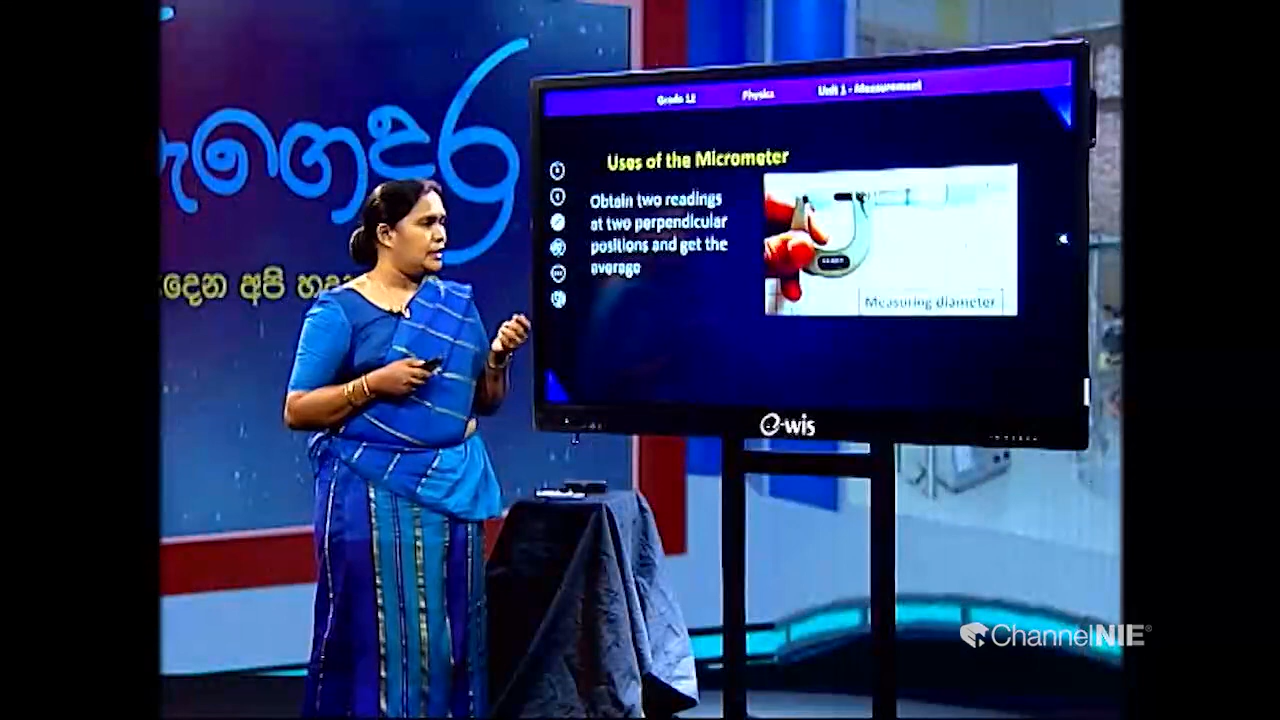 ගෙදර
දෙන අපි
Grade 12 Physics Unit 1 - Measurement
Uses of the Micrometer
Obtain two readings
at two perpendicular
positions and get the
average
Measuring diameter
e-wis
ChannelNIE